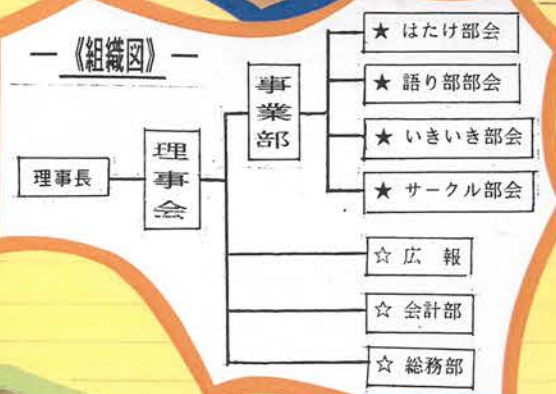 ― 《組織図》 ―
理事長
理事会
事業部
★ はたけ部会
★ 語り部部会
★ いきいき部会
★ サークル部会
☆ 広 報
☆ 会計部
☆ 総務部